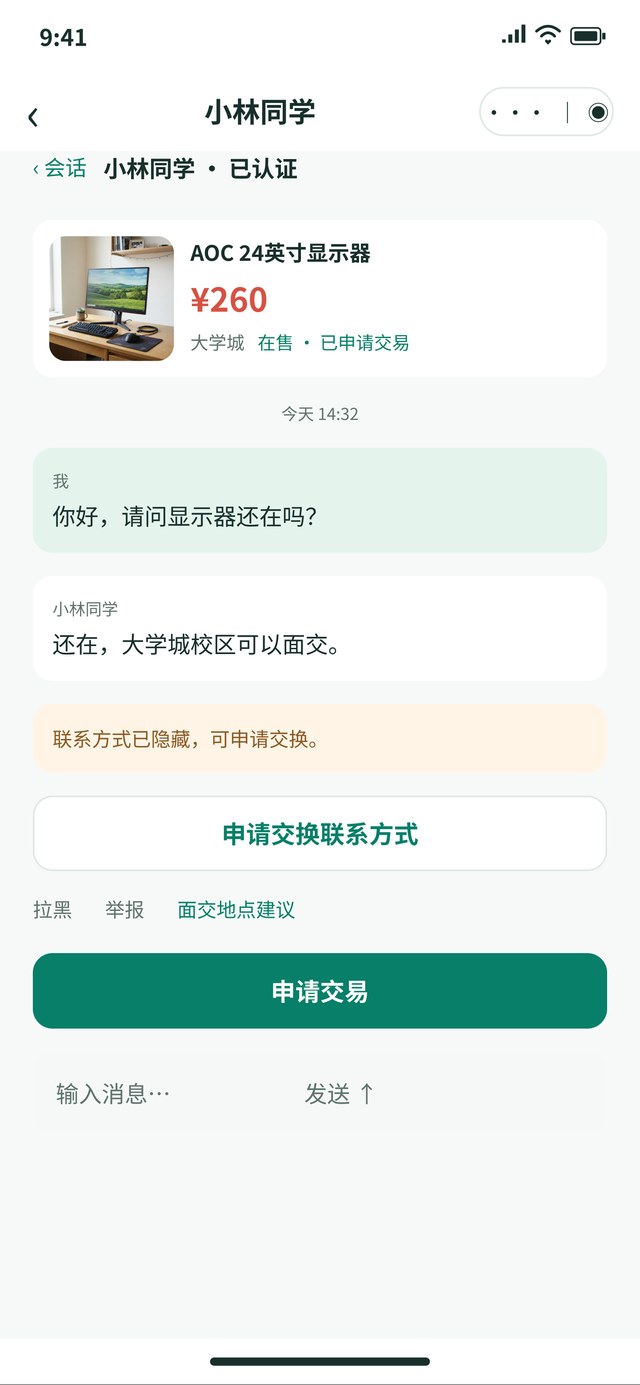 9:41
小林同学
‹ 会话 小林同学 · 已认证
AOC 24英寸显示器
¥260
大学城 在售 · 已申请交易
今天 14:32
我
你好，请问显示器还在吗？
小林同学
还在，大学城校区可以面交。
联系方式已隐藏，可申请交换。
申请交换联系方式
拉黑 举报 面交地点建议
申请交易
输入消息… 发送 ↑